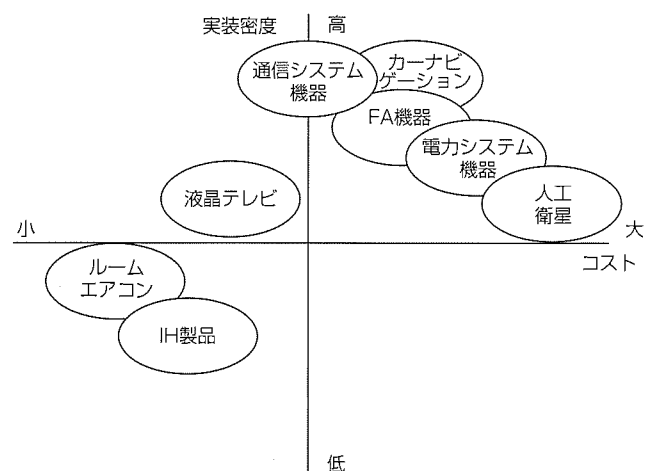 実装密度
高
通信システム
機器
カーナビ
ゲーション
FA機器
電力システム
機器
液晶テレビ
人工
衛星
小
大
コスト
ルーム
エアコン
IH製品
低